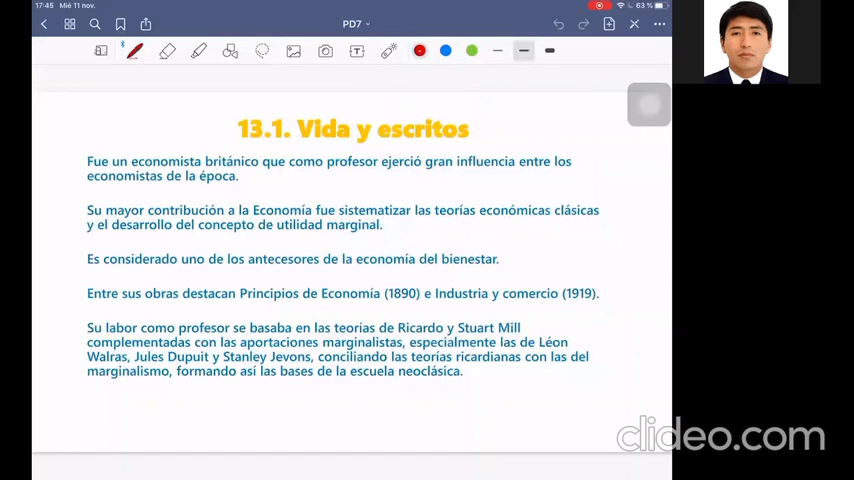 17:45 Mié 11 nov.
63 %
PD7
13.1. Vida y escritos
Fue un economista británico que como profesor ejerció gran influencia entre los
economistas de la época.
Su mayor contribución a la Economía fue sistematizar las teorías económicas clásicas
y el desarrollo del concepto de utilidad marginal.
Es considerado uno de los antecesores de la economía del bienestar.
Entre sus obras destacan Principios de Economía (1890) e Industria y comercio (1919).
Su labor como profesor se basaba en las teorías de Ricardo y Stuart Mill
complementadas con las aportaciones marginalistas, especialmente las de Léon
Walras, Jules Dupuit y Stanley Jevons, conciliando las teorías ricardianas con las del
marginalismo, formando así las bases de la escuela neoclásica.
clideo.com